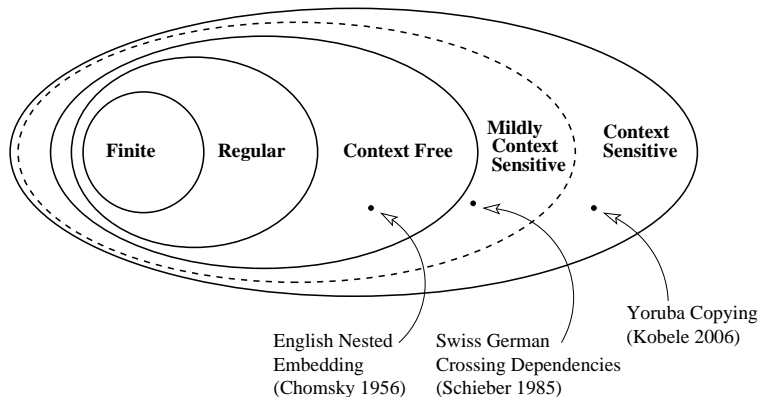 Finite
Regular
Context Free
Mildly
Context
Sensitive
Context
Sensitive
English Nested
Embedding
(Chomsky 1956)
Swiss German
Crossing Dependencies
(Schieber 1985)
Yoruba Copying
(Kobele 2006)